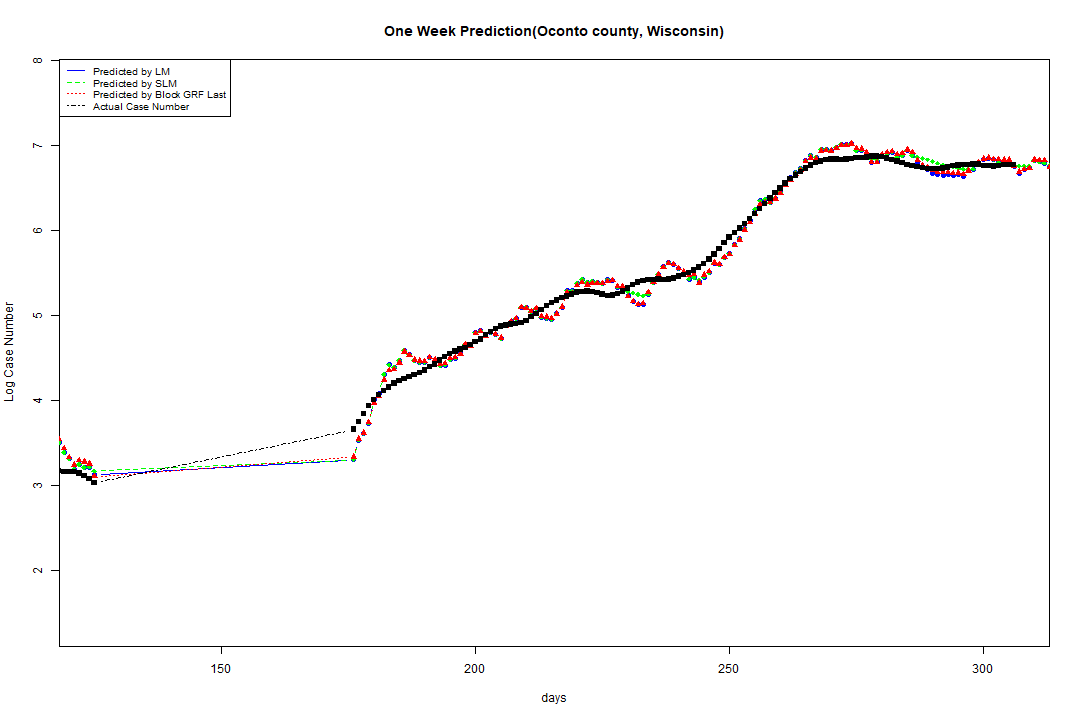 One Week Prediction(Oconto county, Wisconsin)
Predicted by LM
Predicted by SLM
Predicted by Block GRF Last
Actual Case Number
8
7
6
5
4
3
2
Log Case Number
150 200 250 300
days